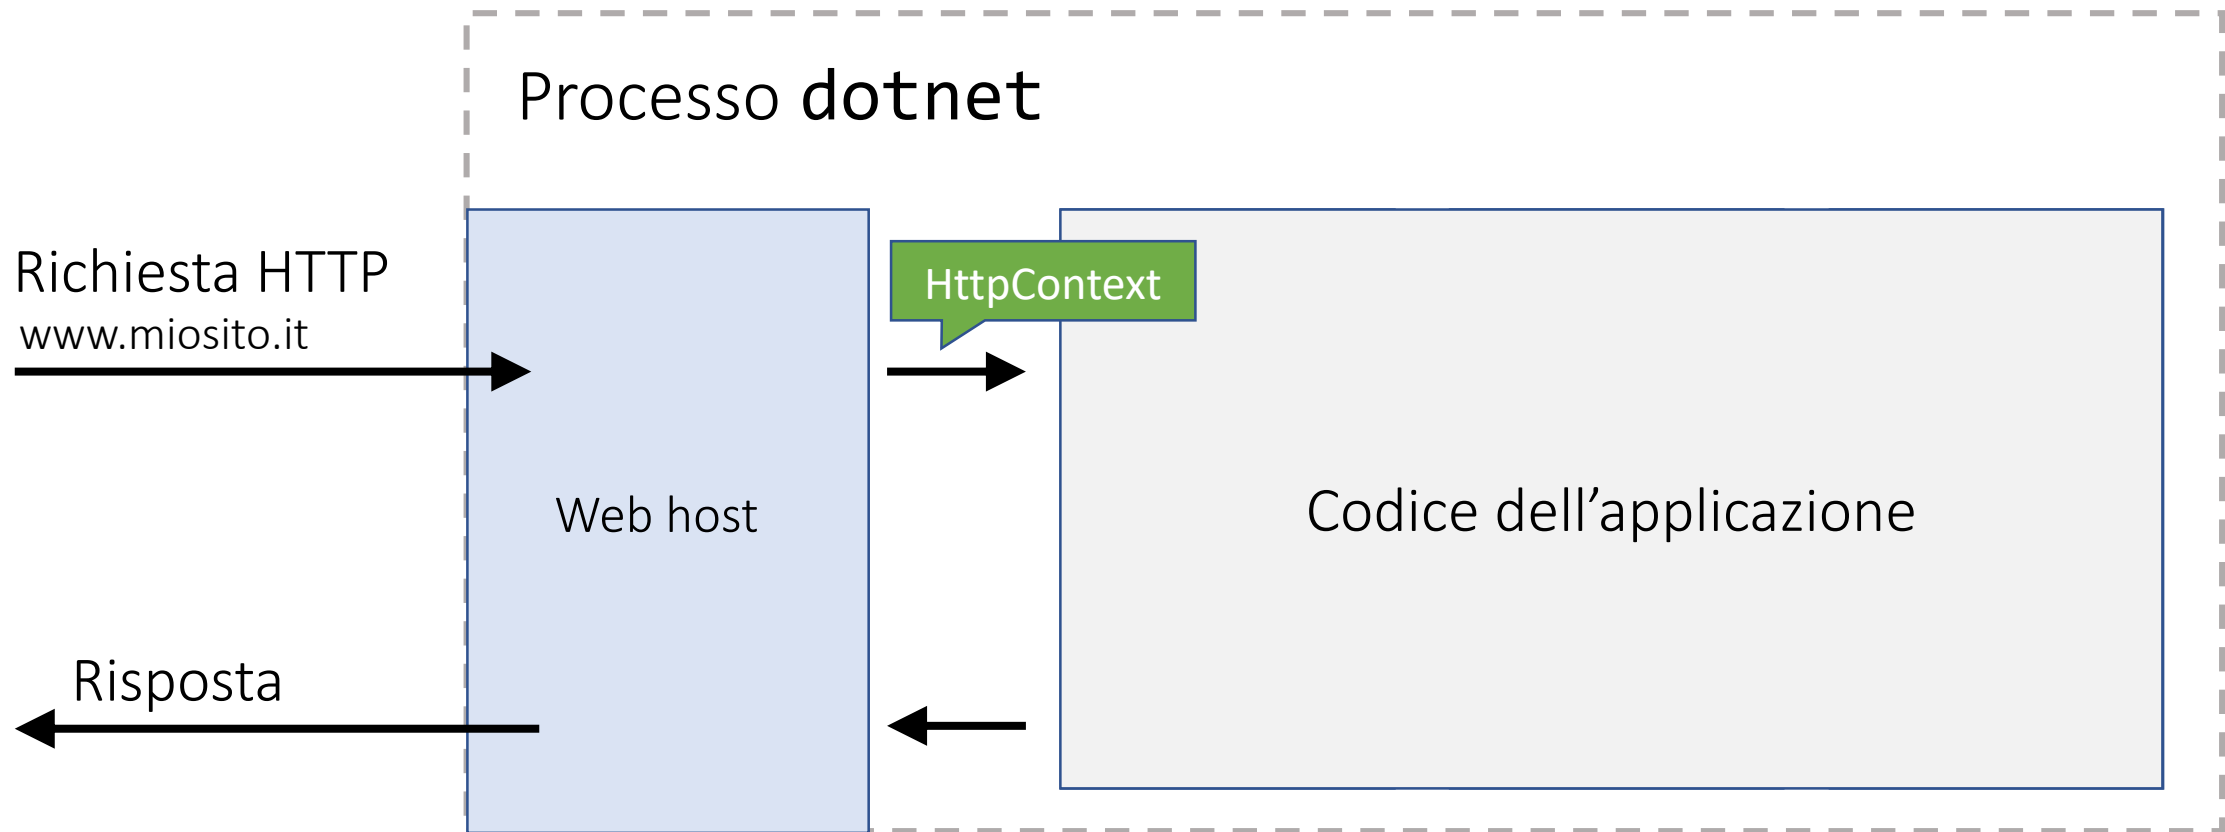 Processo dotnet
Richiesta HTTP
www.miosito.it
HttpContext
Web host
Codice dell’applicazione
Risposta